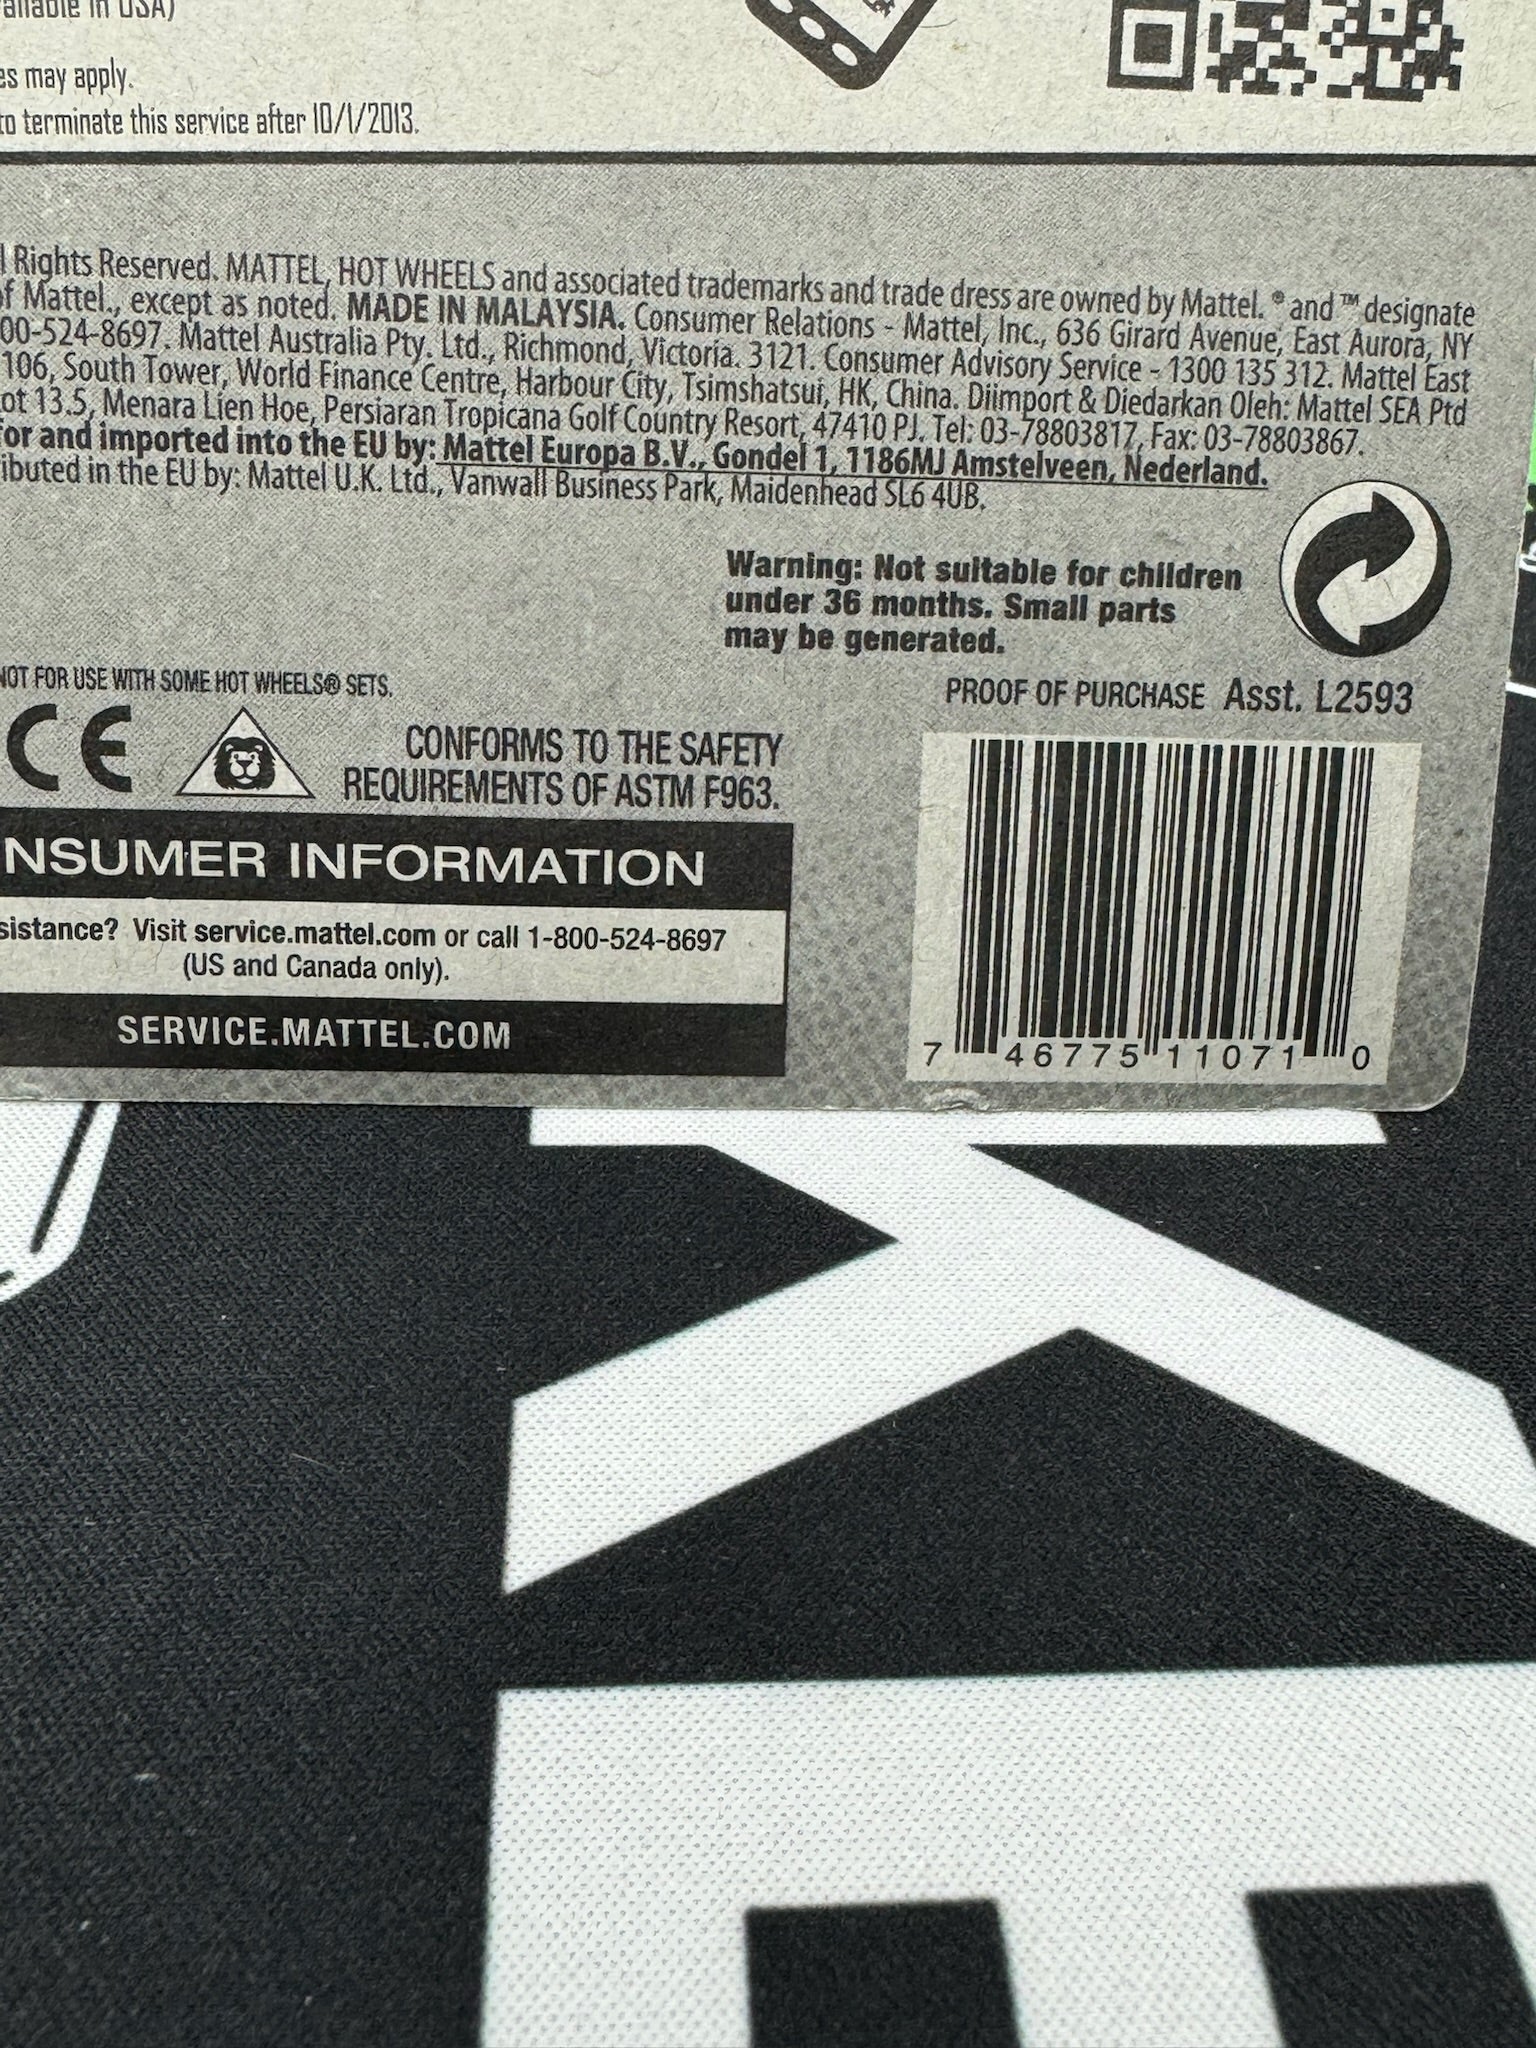 ailable in USA)
es may apply.
to terminate this service after 10/1/2013.
l Rights Reserved. MATTEL, HOT WHEELS and associated trademarks and trade dress are owned by Mattel. ® and ™ designate
of Mattel., except as noted. MADE IN MALAYSIA. Consumer Relations - Mattel, Inc., 636 Girard Avenue, East Aurora, NY
00-524-8697. Mattel Australia Pty. Ltd., Richmond, Victoria. 3121. Consumer Advisory Service - 1300 135 312. Mattel East
106, South Tower, World Finance Centre, Harbour City, Tsimshatsui, HK, China. Diimport & Diedarkan Oleh: Mattel SEA Ptd
ot 13.5, Menara Lien Hoe, Persiaran Tropicana Golf Country Resort, 47410 PJ. Tel: 03-78803817, Fax: 03-78803867.
for and imported into the EU by: Mattel Europa B.V., Gondel 1, 1186MJ Amstelveen, Nederland.
ibuted in the EU by: Mattel U.K. Ltd., Vanwall Business Park, Maidenhead SL6 4UB.
Warning: Not suitable for children
under 36 months. Small parts
may be generated.
NOT FOR USE WITH SOME HOT WHEELS® SETS.
PROOF OF PURCHASE Asst. L2593
CE
CONFORMS TO THE SAFETY
REQUIREMENTS OF ASTM F963.
NSUMER INFORMATION
sistance? Visit service.mattel.com or call 1-800-524-8697
(US and Canada only).
SERVICE.MATTEL.COM
7 46775 11071 0